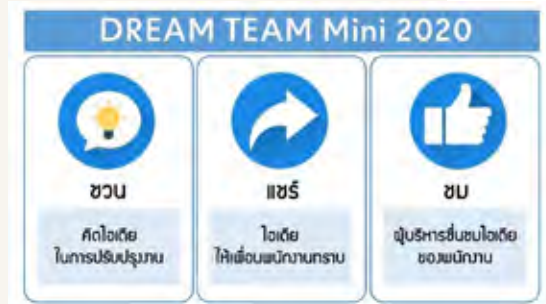 DREAM TEAM Mini 2020
ชวน
คิดไอเดีย
ในการปรับปรุงงาน
แชร์
ไอเดีย
ให้เพื่อนพนักงานทราบ
ชม
ผู้บริหารชื่นชมไอเดีย
ของพนักงาน